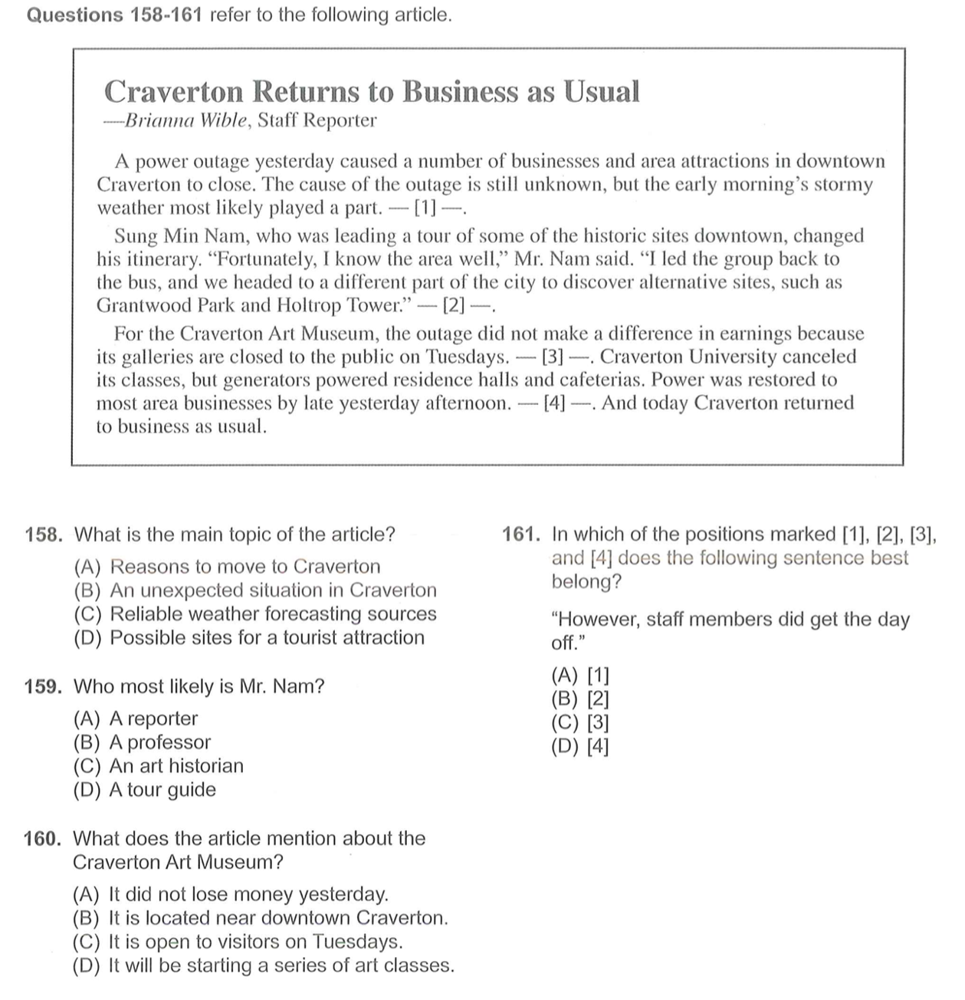 Questions 158-161 refer to the following article.
Craverton Returns to Business as Usual
—Brianna Wible, Staff Reporter
A power outage yesterday caused a number of businesses and area attractions in downtown
Craverton to close. The cause of the outage is still unknown, but the early morning's stormy
weather most likely played a part. — [1] —.
Sung Min Nam, who was leading a tour of some of the historic sites downtown, changed
his itinerary. “Fortunately, I know the area well,” Mr. Nam said. “I led the group back to
the bus, and we headed to a different part of the city to discover alternative sites, such as
Grantwood Park and Holtrop Tower.” — [2] —.
For the Craverton Art Museum, the outage did not make a difference in earnings because
its galleries are closed to the public on Tuesdays. — [3] —. Craverton University canceled
its classes, but generators powered residence halls and cafeterias. Power was restored to
most area businesses by late yesterday afternoon. — [4] —. And today Craverton returned
to business as usual.
158. What is the main topic of the article?
(A) Reasons to move to Craverton
(B) An unexpected situation in Craverton
(C) Reliable weather forecasting sources
(D) Possible sites for a tourist attraction
159. Who most likely is Mr. Nam?
(A) A reporter
(B) A professor
(C) An art historian
(D) A tour guide
160. What does the article mention about the
Craverton Art Museum?
(A) It did not lose money yesterday.
(B) It is located near downtown Craverton.
(C) It is open to visitors on Tuesdays.
(D) It will be starting a series of art classes.
161. In which of the positions marked [1], [2], [3],
and [4] does the following sentence best
belong?
“However, staff members did get the day
off.”
(A) [1]
(B) [2]
(C) [3]
(D) [4]